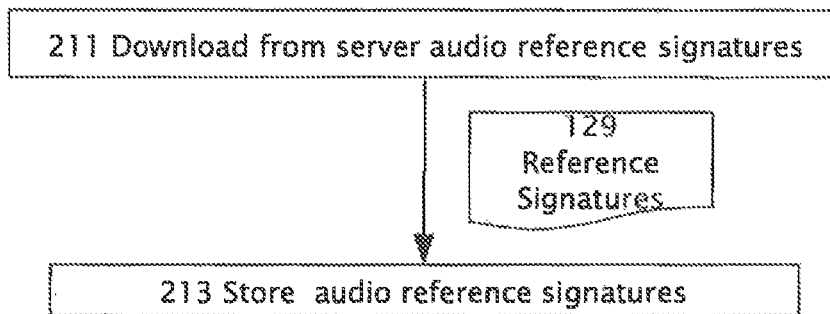 211 Download from server audio reference signatures
129
Reference
Signatures
213 Store audio reference signatures